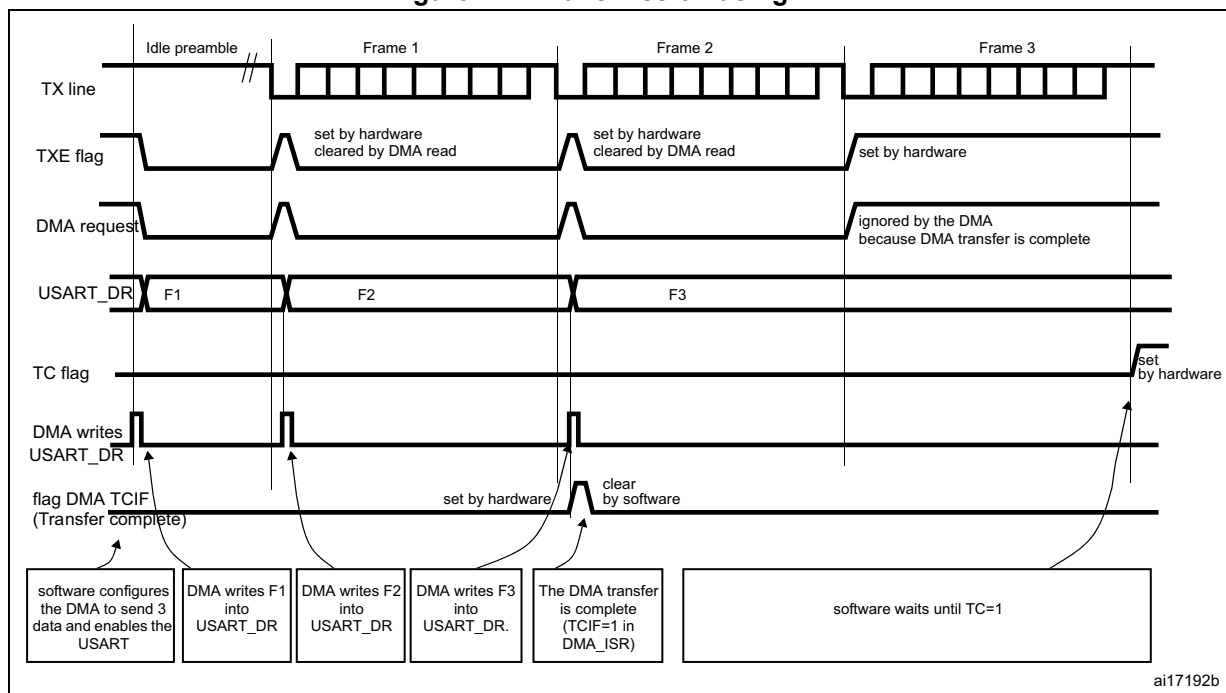 Idle preamble
Frame 1
Frame 2
Frame 3
TX line
TXE flag
set by hardware
cleared by DMA read
set by hardware
cleared by DMA read
set by hardware
DMA request
ignored by the DMA
because DMA transfer is complete
USART_DR
F1
F2
F3
TC flag
set
by hardware
DMA writes
USART_DR
flag DMA TCIF
(Transfer complete)
set by hardware
clear
by software
software configures
the DMA to send 3
data and enables the
USART
DMA writes F1
into
USART_DR
DMA writes F2
into
USART_DR
DMA writes F3
into
USART_DR.
The DMA transfer
is complete
(TCIF=1 in
DMA_ISR)
software waits until TC=1
ai17192b